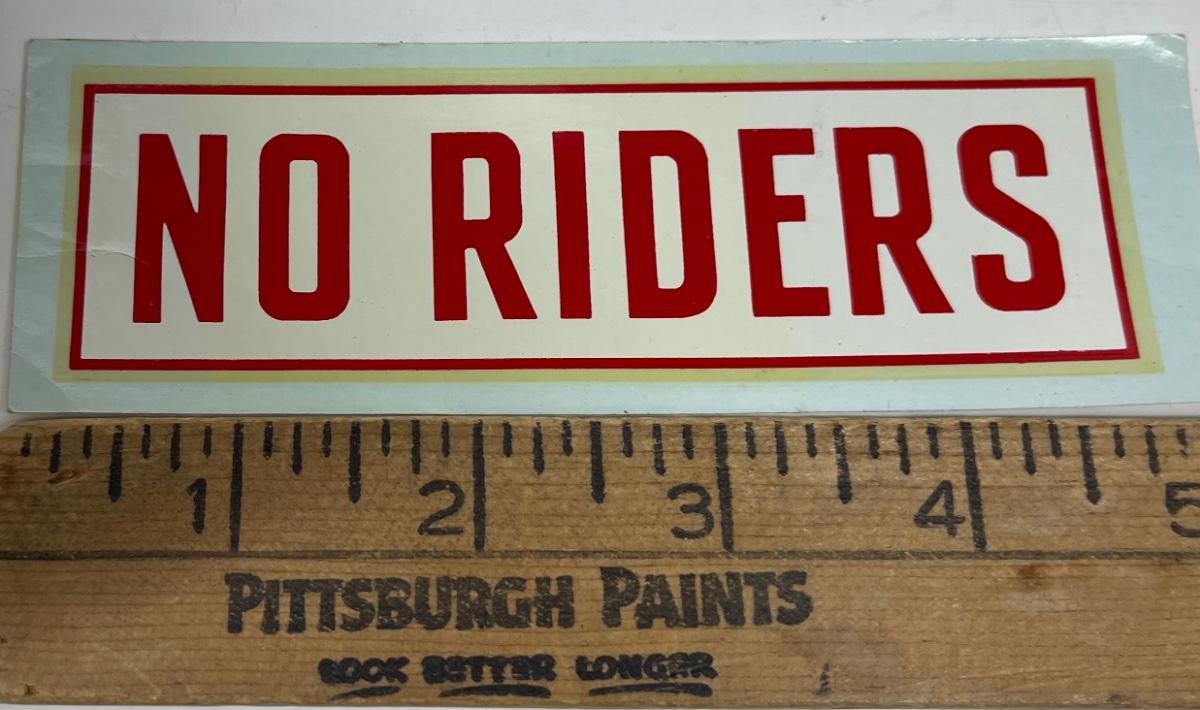 NO RIDERS
1 2 3 4 5
PITTSBURGH PAINTS
LOOK BETTER LONGER